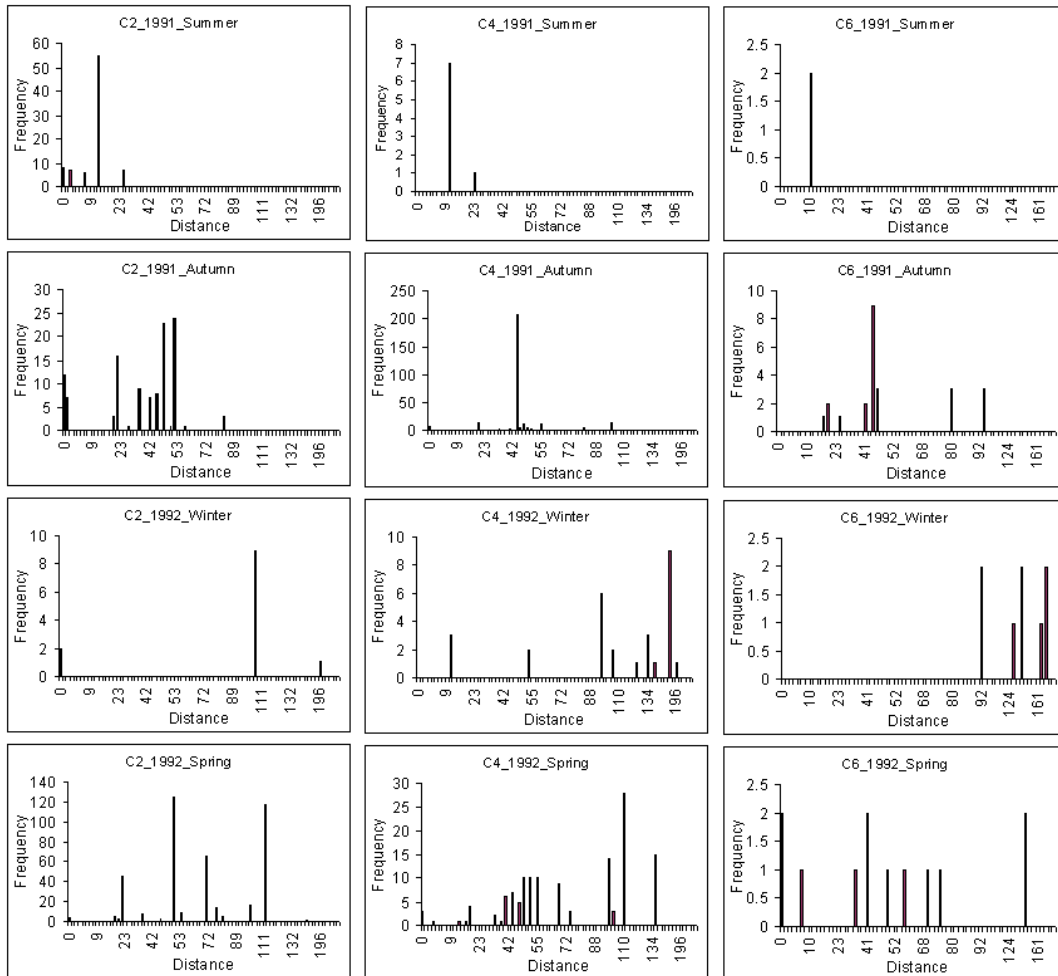 C2_1991_Summer
60
50
40
30
20
10
0
Frequency
0 9 23 42 53 72 89 111 132 196
Distance
C4_1991_Summer
8
7
6
5
4
3
2
1
0
Frequency
0 9 23 42 55 88 110 134 196
Distance
C6_1991_Summer
2.5
2
1.5
1
0.5
0
Frequency
0 10 23 41 52 68 80 92 124 161
Distance
C2_1991_Autumn
30
25
20
15
10
5
0
Frequency
0 9 23 42 53 72 89 111 132 196
Distance
C4_1991_Autumn
250
200
150
100
50
0
Frequency
0 9 23 42 55 88 110 134 196
Distance
C6_1991_Autumn
10
8
6
4
2
0
Frequency
0 10 23 41 52 68 80 92 124 161
Distance
C2_1992_Winter
10
8
6
4
2
0
Frequency
0 9 23 42 53 72 89 111 132 196
Distance
C4_1992_Winter
10
8
6
4
2
0
Frequency
0 9 23 42 55 88 110 134 196
Distance
C6_1992_Winter
2.5
2
1.5
1
0.5
0
Frequency
0 10 23 41 52 68 80 92 124 161
Distance
C2_1992_Spring
140
120
100
80
60
40
20
0
Frequency
0 9 23 42 53 72 89 111 132 196
Distance
C4_1992_Spring
30
25
20
15
10
5
0
Frequency
0 9 23 42 55 88 110 134 196
Distance
C6_1992_Spring
2.5
2
1.5
1
0.5
0
Frequency
0 10 23 41 52 68 80 92 124 161
Distance